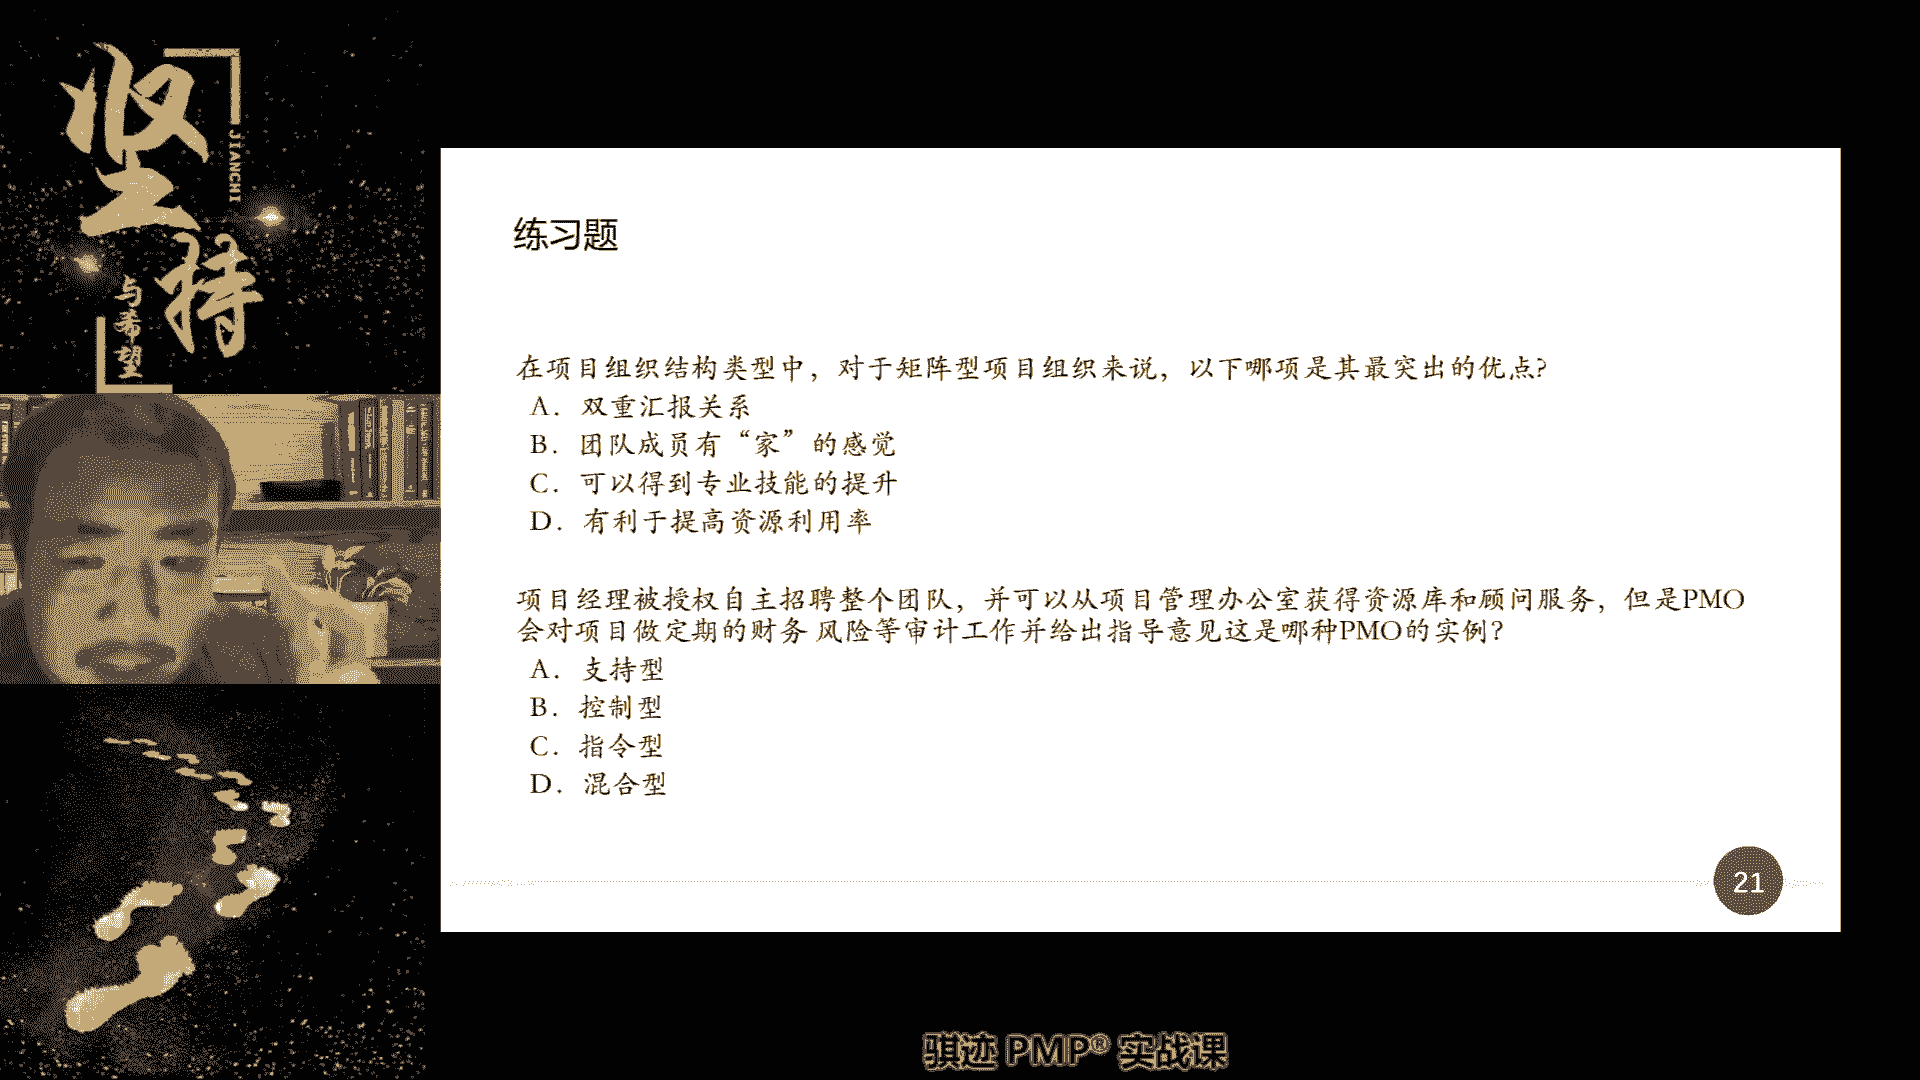 坚持
JIANCHI
与希望
练习题
在项目组织结构类型中，对于矩阵型项目组织来说，以下哪项是其最突出的优点?
A. 双重汇报关系
B. 团队成员有“家”的感觉
C. 可以得到专业技能的提升
D. 有利于提高资源利用率
项目经理被授权自主招聘整个团队，并可以从项目管理办公室获得资源库和顾问服务，但是PMO
会对项目做定期的财务 风险等审计工作并给出指导意见这是哪种PMO的实例？
A. 支持型
B. 控制型
C. 指令型
D. 混合型
21
骐迹 PMP® 实战课